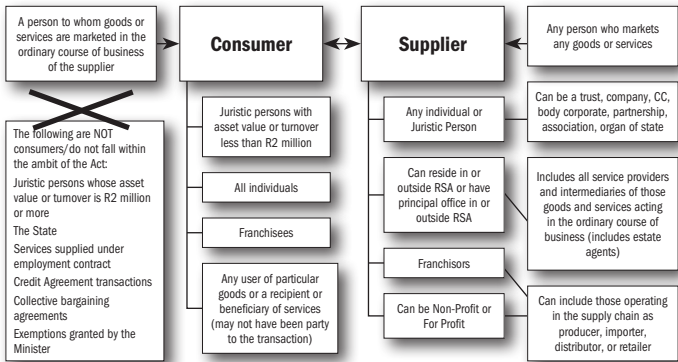 A person to whom goods or
services are marketed in the
ordinary course of business
of the supplier
Consumer
Supplier
Any person who markets
any goods or services
The following are NOT
consumers/do not fall within
the ambit of the Act:
Juristic persons whose asset
value or turnover is R2 million
or more
The State
Services supplied under
employment contract
Credit Agreement transactions
Collective bargaining
agreements
Exemptions granted by the
Minister
Juristic persons with
asset value or turnover
less than R2 million
All individuals
Franchisees
Any user of particular
goods or a recipient or
beneficiary of services
(may not have been party
to the transaction)
Any individual or
Juristic Person
Can reside in or
outside RSA or have
principal office in or
outside RSA
Franchisors
Can be Non-Profit or
For Profit
Can be a trust, company, CC,
body corporate, partnership,
association, organ of state
Includes all service providers
and intermediaries of those
goods and services acting
in the ordinary course of
business (includes estate
agents)
Can include those operating
in the supply chain as
producer, importer,
distributor, or retailer